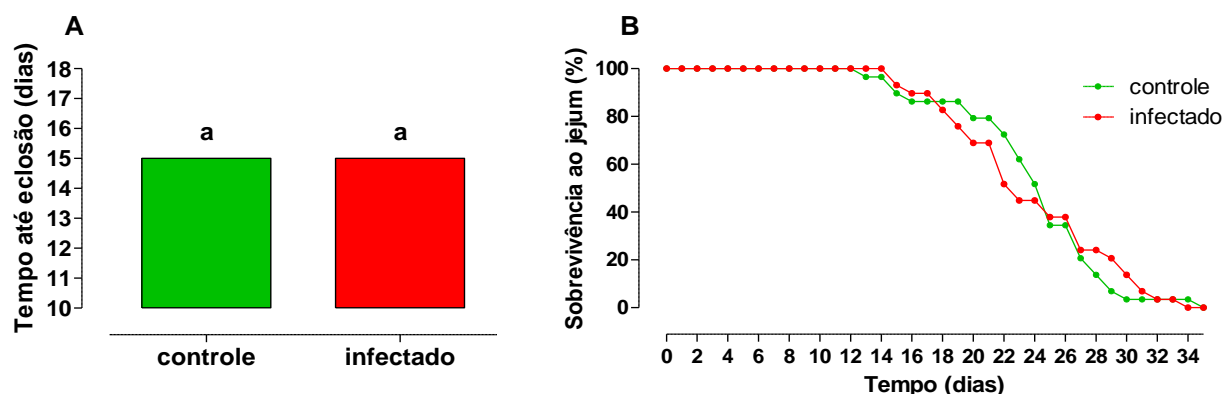 A
Tempo até eclosão (dias)
18
17
16
15
14
13
12
11
10
a
a
controle
infectado
B
Sobrevivência ao jejum (%)
100
80
60
40
20
0
controle
infectado
0 2 4 6 8 10 12 14 16 18 20 22 24 26 28 30 32 34
Tempo (dias)